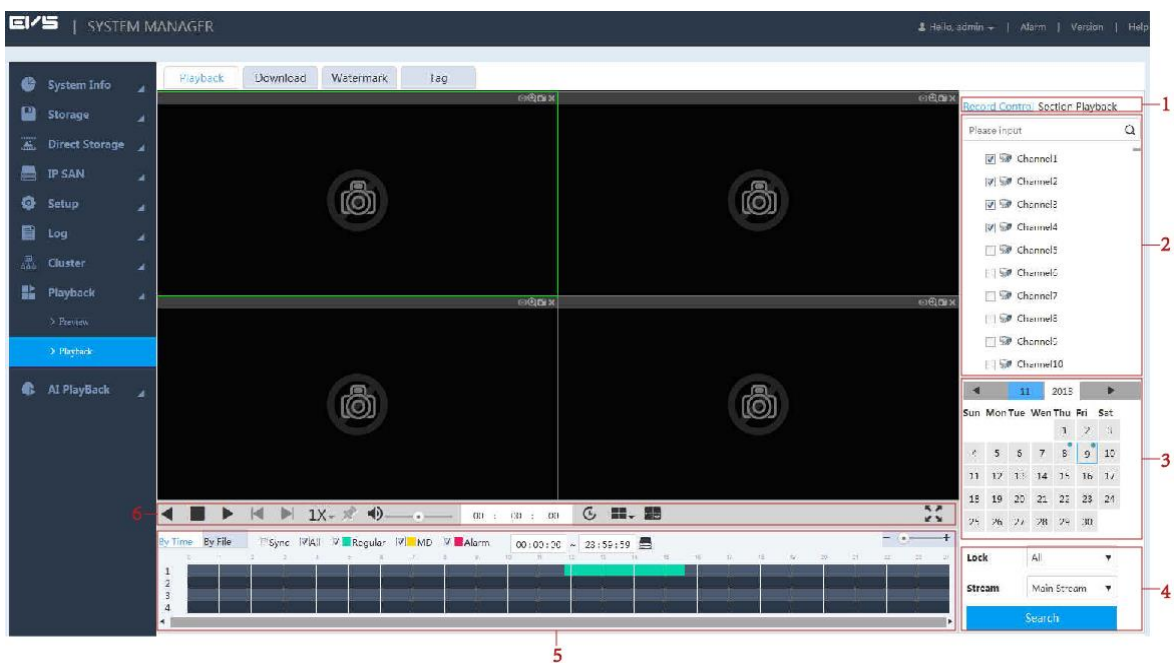 EVS | SYSTEM MANAGER
Hello, admin | Alarm | Version | Help
Playback Download Watermark Tag
System Info
Storage
Direct Storage
IP SAN
Setup
Log
Cluster
Playback
> Preview
> Playback
AI PlayBack
Record Control Section Playback
1
Please input
Channel1
Channel2
Channel3
Channel4
Channel5
Channel6
Channel7
Channel8
Channel9
Channel10
2
11 2018
Sun Mon Tue Wen Thu Fri Sat
1 2 3
4 5 6 7 8 9 10
11 12 13 14 15 16 17
18 19 20 21 22 23 24
25 26 27 28 29 30
3
6
1X
00 : 00 : 00
By Time By File Sync All Regular MD Alarm 00:00:00 ~ 23:59:59
1
2
3
4
5
Lock All
Stream Main Stream
Search
4